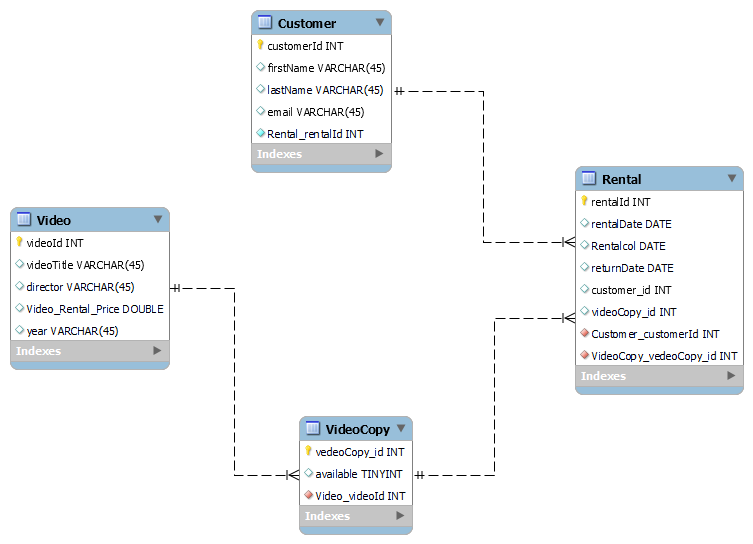 Customer
customerId INT
firstName VARCHAR(45)
lastName VARCHAR(45)
email VARCHAR(45)
Rental_rentalId INT
Indexes
Rental
rentalId INT
rentalDate DATE
Rentalcol DATE
returnDate DATE
customer_id INT
videoCopy_id INT
Customer_customerId INT
VideoCopy_vedeoCopy_id INT
Indexes
Video
videoId INT
videoTitle VARCHAR(45)
director VARCHAR(45)
Video_Rental_Price DOUBLE
year VARCHAR(45)
Indexes
VideoCopy
vedeoCopy_id INT
available TINYINT
Video_videoId INT
Indexes